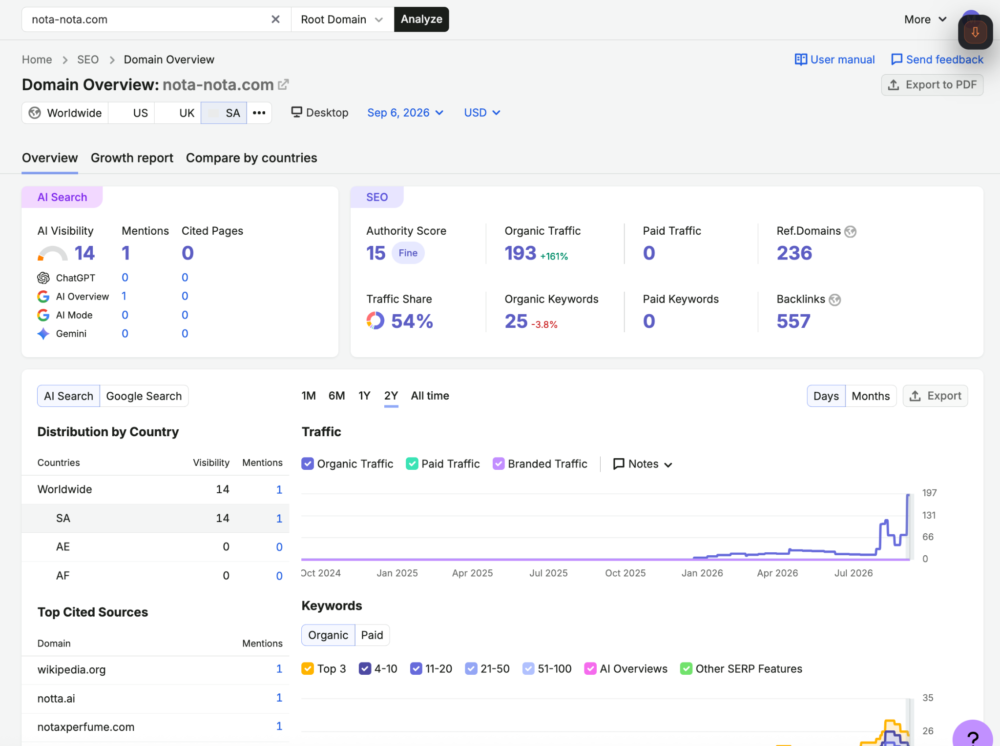 nota-nota.com
Root Domain
Analyze
More
Home > SEO > Domain Overview
User manual
Send feedback
Domain Overview: nota-nota.com
Export to PDF
Worldwide
US
UK
SA
Desktop
Sep 6, 2026
USD
Overview
Growth report
Compare by countries
AI Search
AI Visibility Mentions Cited Pages
14 1 0
ChatGPT 0 0
AI Overview 1 0
AI Mode 0 0
Gemini 0 0
SEO
Authority Score
15 Fine
Organic Traffic
193 +161%
Paid Traffic
0
Ref.Domains
236
Traffic Share
54%
Organic Keywords
25 -3.8%
Paid Keywords
0
Backlinks
557
AI Search
Google Search
1M 6M 1Y 2Y All time
Days
Months
Export
Distribution by Country
Countries Visibility Mentions
Worldwide 14 1
SA 14 1
AE 0 0
AF 0 0
Top Cited Sources
Domain Mentions
wikipedia.org 1
notta.ai 1
notaxperfume.com 1
Traffic
Organic Traffic
Paid Traffic
Branded Traffic
Notes
197
131
66
0
Oct 2024 Jan 2025 Apr 2025 Jul 2025 Oct 2025 Jan 2026 Apr 2026 Jul 2026
Keywords
Organic
Paid
Top 3
4-10
11-20
21-50
51-100
AI Overviews
Other SERP Features
35
26
?